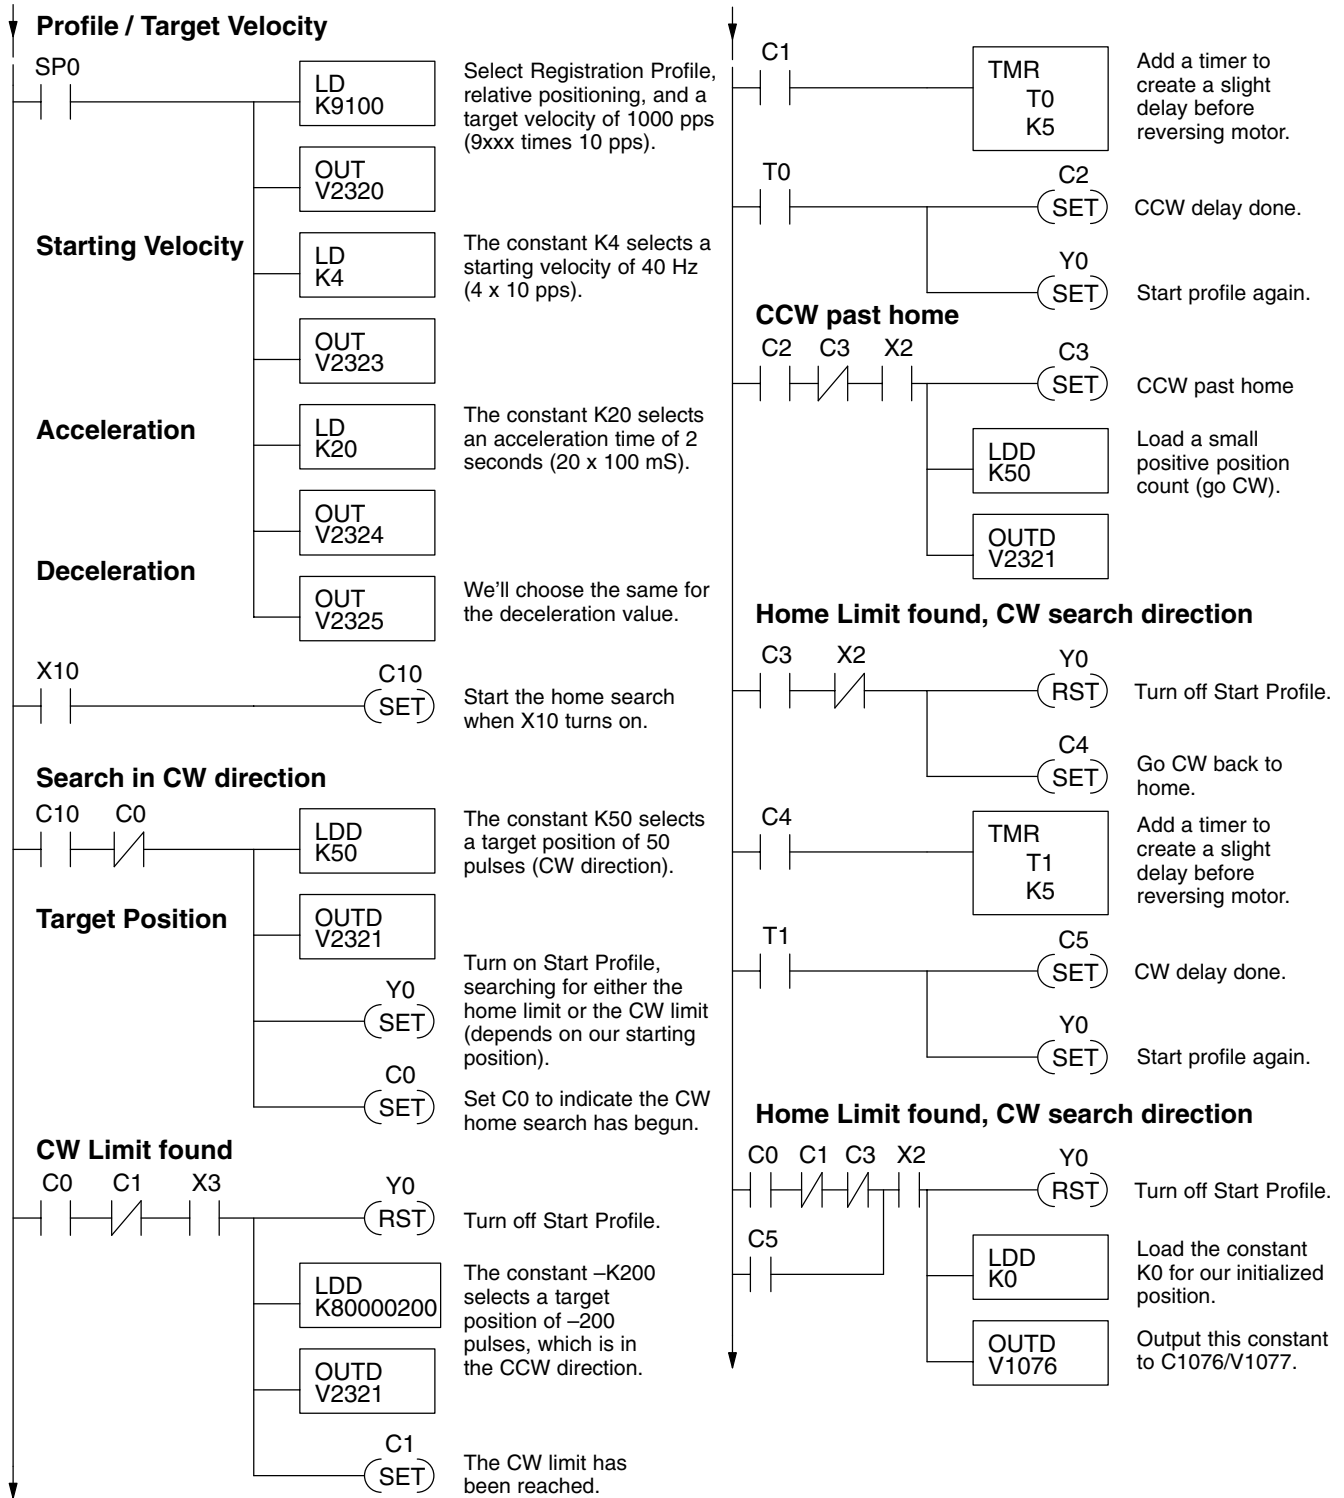 Profile / Target Velocity
SP0
LD
K9100
Select Registration Profile,
relative positioning, and a
target velocity of 1000 pps
(9xxx times 10 pps).
OUT
V2320
Starting Velocity
LD
K4
The constant K4 selects a
starting velocity of 40 Hz
(4 x 10 pps).
OUT
V2323
Acceleration
LD
K20
The constant K20 selects
an acceleration time of 2
seconds (20 x 100 mS).
OUT
V2324
Deceleration
OUT
V2325
We'll choose the same for
the deceleration value.
X10
C10
SET
Start the home search
when X10 turns on.
Search in CW direction
C10 C0
LDD
K50
The constant K50 selects
a target position of 50
pulses (CW direction).
Target Position
OUTD
V2321
Y0
SET
Turn on Start Profile,
searching for either the
home limit or the CW limit
(depends on our starting
position).
C0
SET
Set C0 to indicate the CW
home search has begun.
CW Limit found
C0 C1 X3
Y0
RST
Turn off Start Profile.
LDD
K80000200
The constant –K200
selects a target
position of –200
pulses, which is in
the CCW direction.
OUTD
V2321
C1
SET
The CW limit has
been reached.
C1
TMR
T0
K5
Add a timer to
create a slight
delay before
reversing motor.
T0
C2
SET
CCW delay done.
Y0
SET
Start profile again.
CCW past home
C2 C3 X2
C3
SET
CCW past home
LDD
K50
Load a small
positive position
count (go CW).
OUTD
V2321
Home Limit found, CW search direction
C3 X2
Y0
RST
Turn off Start Profile.
C4
SET
Go CW back to
home.
C4
TMR
T1
K5
Add a timer to
create a slight
delay before
reversing motor.
T1
C5
SET
CW delay done.
Y0
SET
Start profile again.
Home Limit found, CW search direction
C0 C1 C3 X2
Y0
RST
Turn off Start Profile.
C5
LDD
K0
Load the constant
K0 for our initialized
position.
OUTD
V1076
Output this constant
to C1076/V1077.